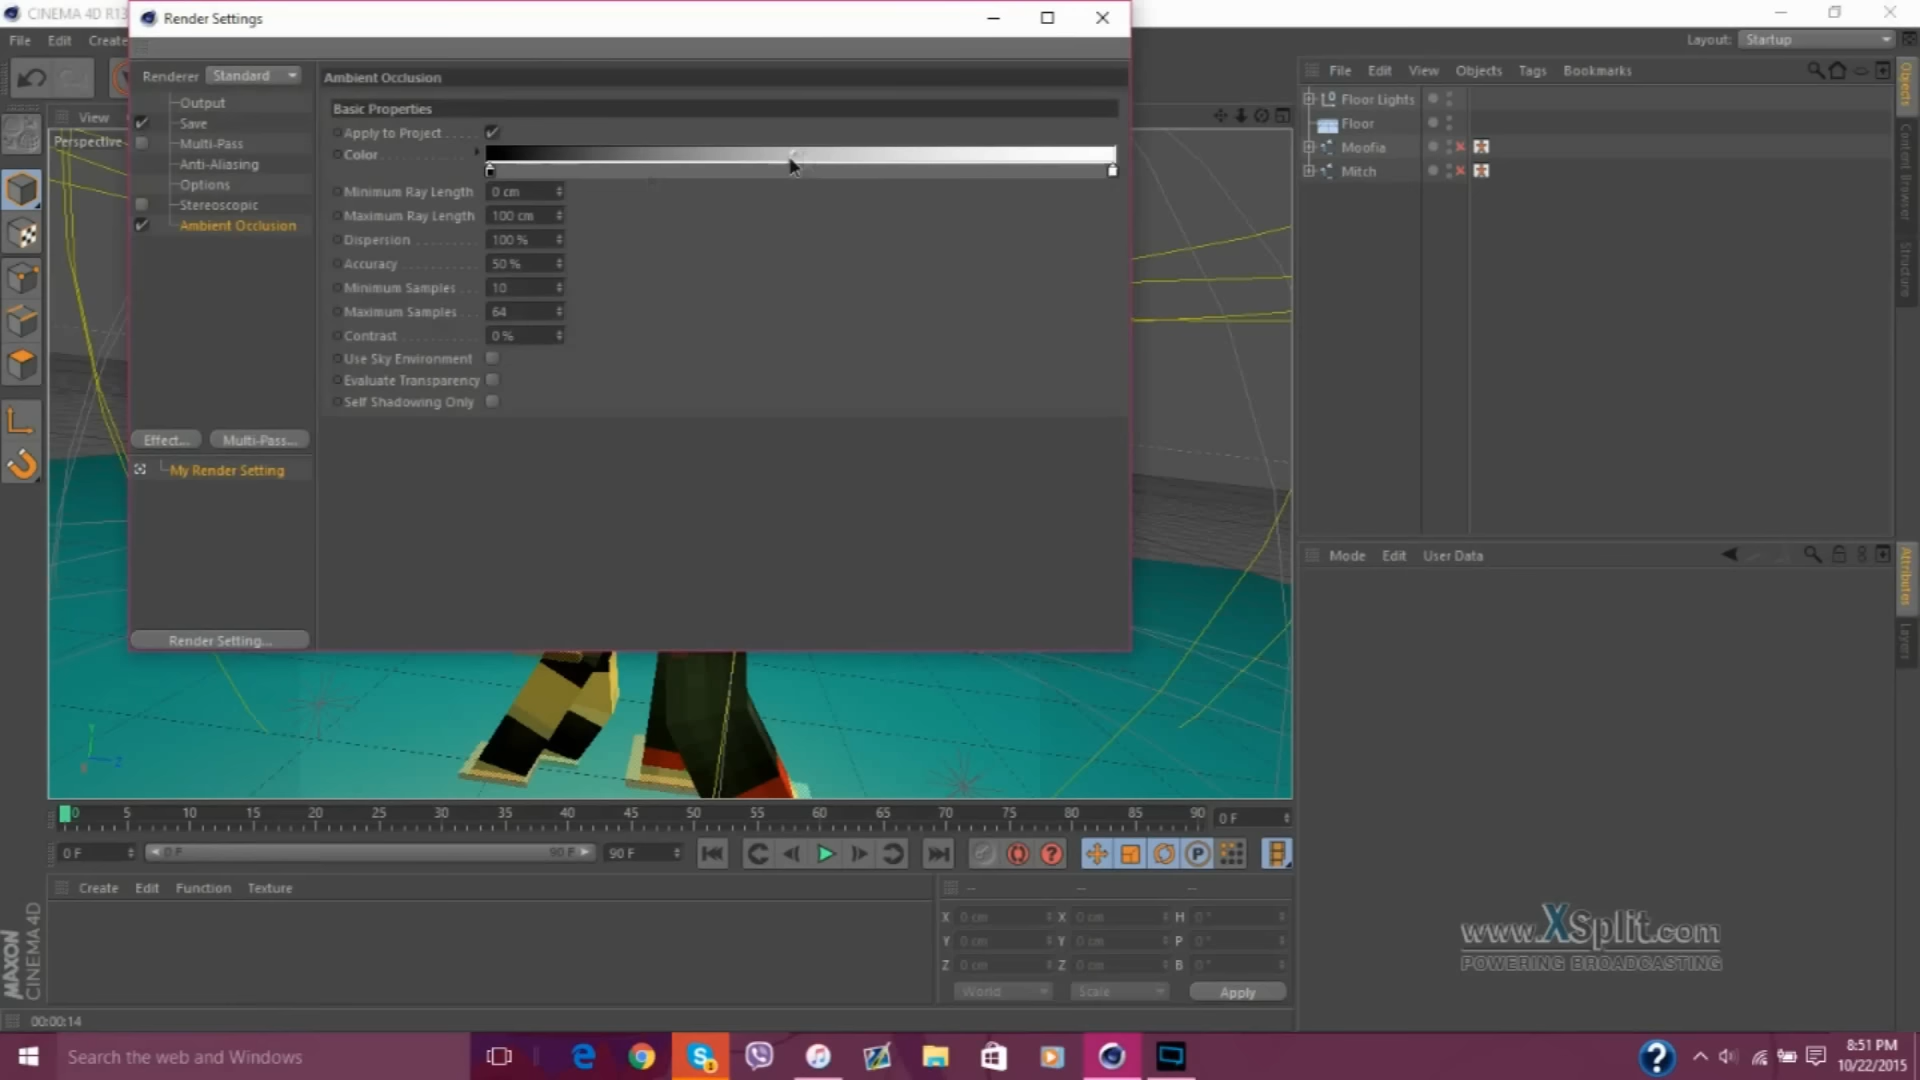 CINEMA 4D R13
Render Settings
File Edit Create
Layout: Startup
Renderer Standard
Ambient Occlusion
File Edit View Objects Tags Bookmarks
Output
Save
Multi-Pass
Anti-Aliasing
Options
Stereoscopic
Ambient Occlusion
Basic Properties
Apply to Project
Color
Minimum Ray Length 0 cm
Maximum Ray Length 100 cm
Dispersion 100 %
Accuracy 50 %
Minimum Samples 10
Maximum Samples 64
Contrast 0 %
Use Sky Environment
Evaluate Transparency
Self Shadowing Only
Floor Lights
Floor
Moofia
Mitch
View
Perspective
Objects
Content Browser
Structure
Effect... Multi-Pass...
My Render Setting
Render Setting...
Mode Edit User Data
Attributes
Layers
Y
Z
0 5 10 15 20 25 30 35 40 45 50 55 60 65 70 75 80 85 90 0 F
0 F 0 F 90 F 90 F
Create Edit Function Texture
-- -- --
X 0 cm X 0 cm H 0 °
Y 0 cm Y 0 cm P 0 °
Z 0 cm Z 0 cm B 0 °
World Scale Apply
MAXON
CINEMA 4D
www.XSplit.com
POWERING BROADCASTING
00:00:14
Search the web and Windows
8:51 PM
10/22/2015